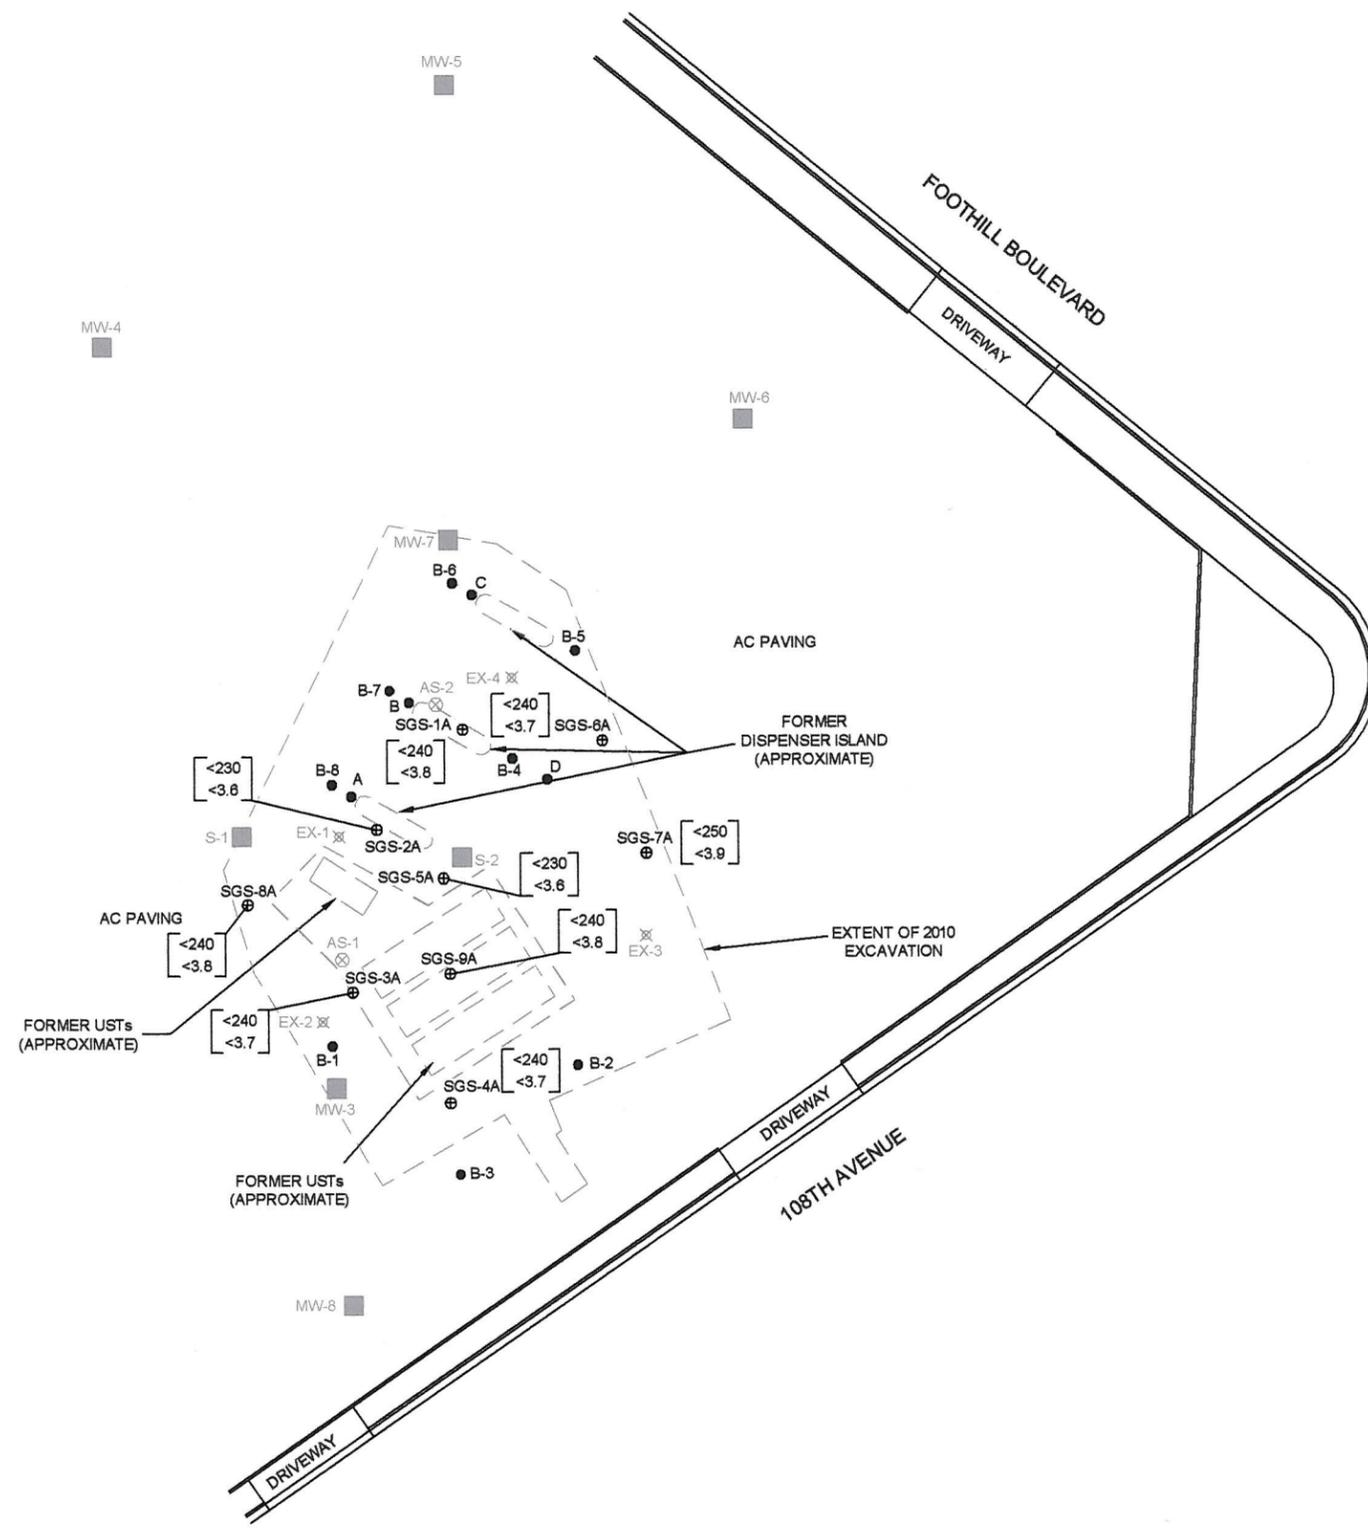 MW-5
FOOTHILL BOULEVARD
DRIVEWAY
MW-4
MW-6
MW-7
B-6
C
B-5
AC PAVING
EX-4
B-7
AS-2
B
<240
<3.7
SGS-1A
SGS-6A
FORMER
DISPENSER ISLAND
(APPROXIMATE)
<240
<3.8
B-4
D
<230
<3.6
B-8
A
S-1
EX-1
SGS-2A
SGS-7A
<250
<3.9
S-2
SGS-5A
<230
<3.6
SGS-8A
AC PAVING
<240
<3.8
<240
<3.8
EX-3
EXTENT OF 2010
EXCAVATION
AS-1
SGS-9A
SGS-3A
FORMER USTs
(APPROXIMATE)
<240
<3.7
EX-2
B-1
<240
<3.7
B-2
SGS-4A
MW-3
DRIVEWAY
FORMER USTs
(APPROXIMATE)
B-3
108TH AVENUE
MW-8
DRIVEWAY